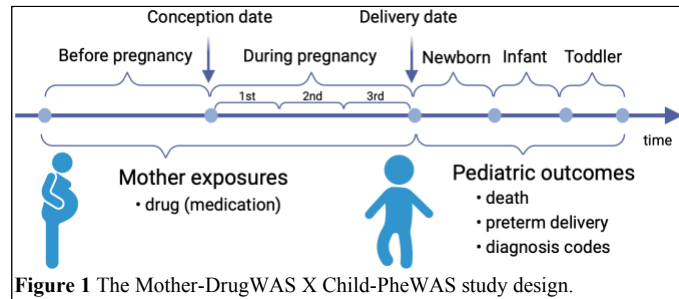 Conception date
Delivery date
Before pregnancy
During pregnancy
Newborn
Infant
Toddler
1st
2nd
3rd
time
Mother exposures
• drug (medication)
Pediatric outcomes
• death
• preterm delivery
• diagnosis codes
Figure 1 The Mother-DrugWAS X Child-PheWAS study design.